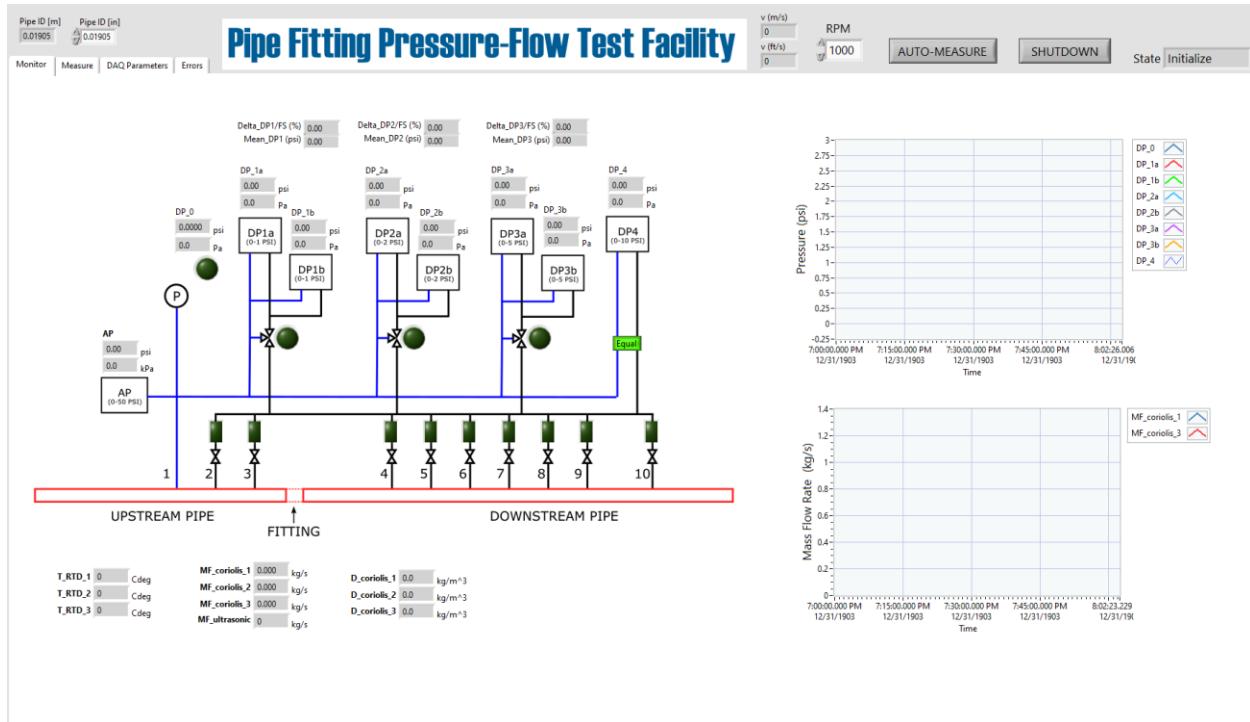 Pipe ID [m] Pipe ID [in]
0.01905 0.01905
Pipe Fitting Pressure-Flow Test Facility
v (m/s)
0
v (ft/s)
0
RPM
1000
AUTO-MEASURE
SHUTDOWN
State Initialize
Monitor Measure DAQ Parameters Errors
Delta_DP1/FS (%) 0.00
Mean_DP1 (psi) 0.00
Delta_DP2/FS (%) 0.00
Mean_DP2 (psi) 0.00
Delta_DP3/FS (%) 0.00
Mean_DP3 (psi) 0.00
DP_0
0.0000 psi
0.0 Pa
DP_1a
0.00 psi
0.0 Pa
DP_1b
0.00 psi
0.0 Pa
DP_2a
0.00 psi
0.0 Pa
DP_2b
0.00 psi
0.0 Pa
DP_3a
0.00 psi
0.0 Pa
DP_3b
0.00 psi
0.0 Pa
DP_4
0.00 psi
0.0 Pa
DP1a
(0-1 PSI)
DP1b
(0-1 PSI)
DP2a
(0-2 PSI)
DP2b
(0-2 PSI)
DP3a
(0-5 PSI)
DP3b
(0-5 PSI)
DP4
(0-10 PSI)
P
Equal
AP
0.00 psi
0.0 kPa
AP
(0-50 PSI)
1 2 3 4 5 6 7 8 9 10
UPSTREAM PIPE
FITTING
DOWNSTREAM PIPE
T_RTD_1 0 Cdeg
T_RTD_2 0 Cdeg
T_RTD_3 0 Cdeg
MF_coriolis_1 0.000 kg/s
MF_coriolis_2 0.000 kg/s
MF_coriolis_3 0.000 kg/s
MF_ultrasonic 0 kg/s
D_coriolis_1 0.0 kg/m^3
D_coriolis_2 0.0 kg/m^3
D_coriolis_3 0.0 kg/m^3
Pressure (psi)
3
2.75
2.5
2.25
2
1.75
1.5
1.25
1
0.75
0.5
0.25
0
-0.25
7:00:00.000 PM 7:15:00.000 PM 7:30:00.000 PM 7:45:00.000 PM 8:02:26.006
12/31/1903 12/31/1903 12/31/1903 12/31/1903 12/31/190
Time
DP_0
DP_1a
DP_1b
DP_2a
DP_2b
DP_3a
DP_3b
DP_4
Mass Flow Rate (kg/s)
1.4
1.2
1
0.8
0.6
0.4
0.2
0
7:00:00.000 PM 7:15:00.000 PM 7:30:00.000 PM 7:45:00.000 PM 8:02:23.229
12/31/1903 12/31/1903 12/31/1903 12/31/1903 12/31/190
Time
MF_coriolis_1
MF_coriolis_3